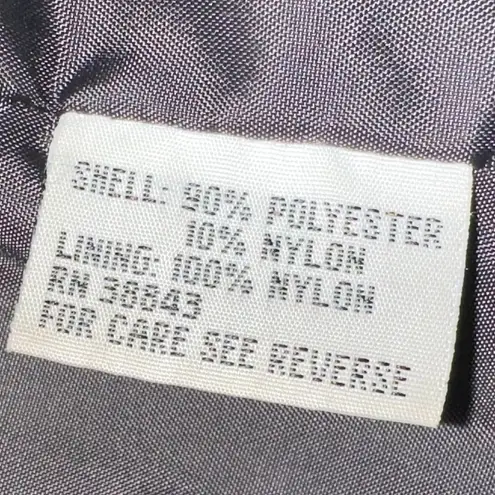 SHELL: 90% POLYESTER
10% NYLON
LINING: 100% NYLON
RN 38843
FOR CARE SEE REVERSE